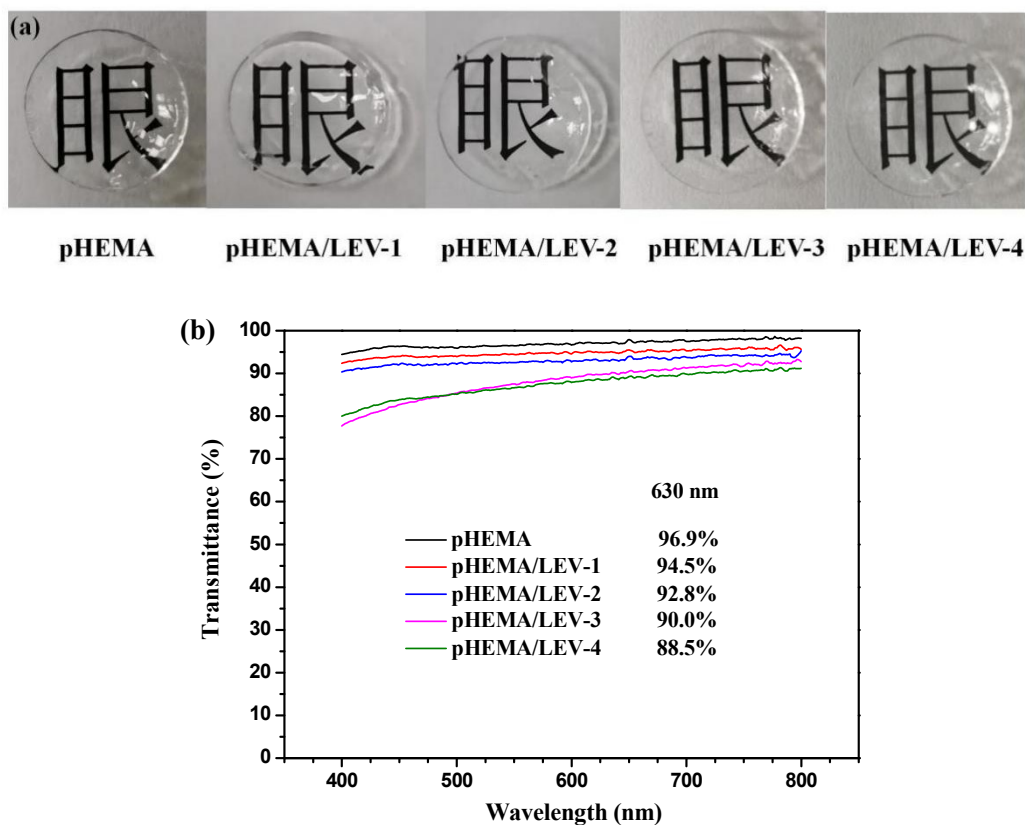 (a)
眼 眼 眼 眼 眼
pHEMA pHEMA/LEV-1 pHEMA/LEV-2 pHEMA/LEV-3 pHEMA/LEV-4
(b)
Transmittance (%)
100
90
80
70
60
50
40
30
20
10
0
630 nm
pHEMA 96.9%
pHEMA/LEV-1 94.5%
pHEMA/LEV-2 92.8%
pHEMA/LEV-3 90.0%
pHEMA/LEV-4 88.5%
400 500 600 700 800
Wavelength (nm)